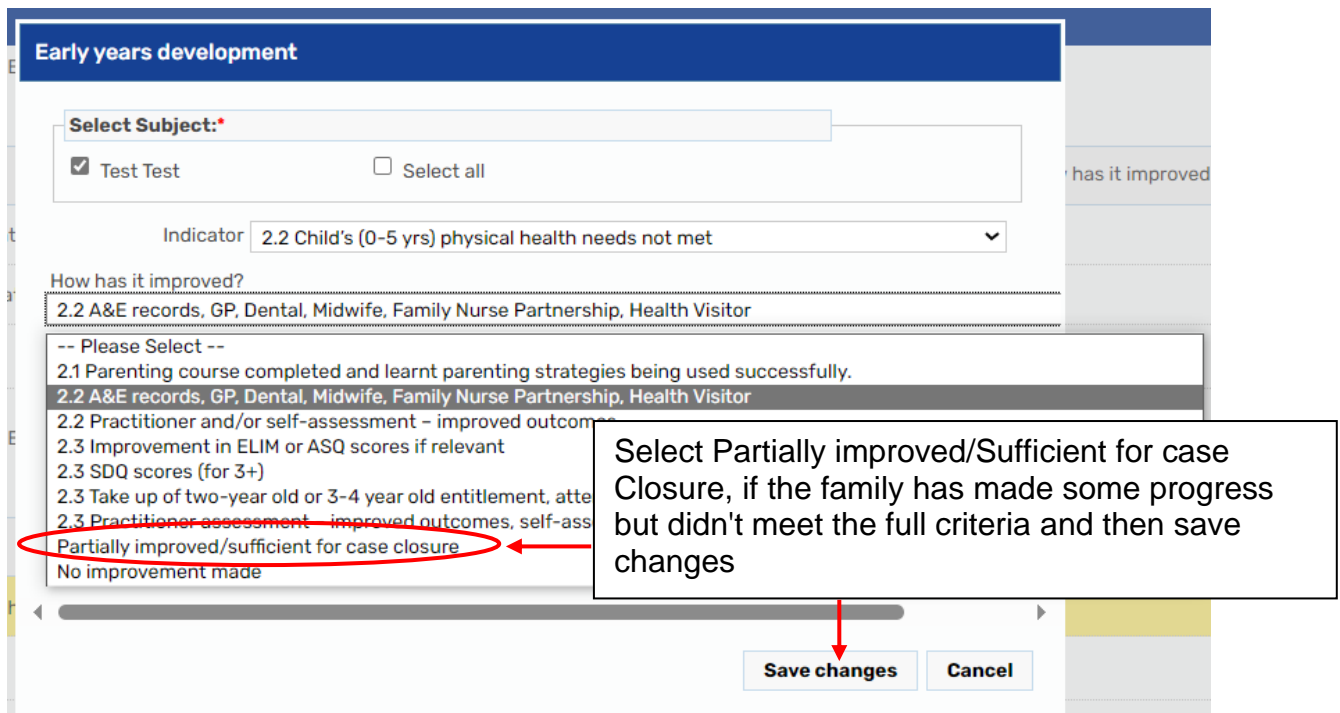 Early years development
E
Select Subject:*
Test Test
Select all
has it improved
Indicator
2.2 Child's (0-5 yrs) physical health needs not met
How has it improved?
2.2 A&E records, GP, Dental, Midwife, Family Nurse Partnership, Health Visitor
-- Please Select --
2.1 Parenting course completed and learnt parenting strategies being used successfully.
2.2 A&E records, GP, Dental, Midwife, Family Nurse Partnership, Health Visitor
2.2 Practitioner and/or self-assessment – improved outcomes
2.3 Improvement in ELIM or ASQ scores if relevant
2.3 SDQ scores (for 3+)
2.3 Take up of two-year old or 3-4 year old entitlement, atte
2.3 Practitioner assessment – improved outcomes, self-ass
Partially improved/sufficient for case closure
No improvement made
Select Partially improved/Sufficient for case
Closure, if the family has made some progress
but didn't meet the full criteria and then save
changes
Save changes
Cancel